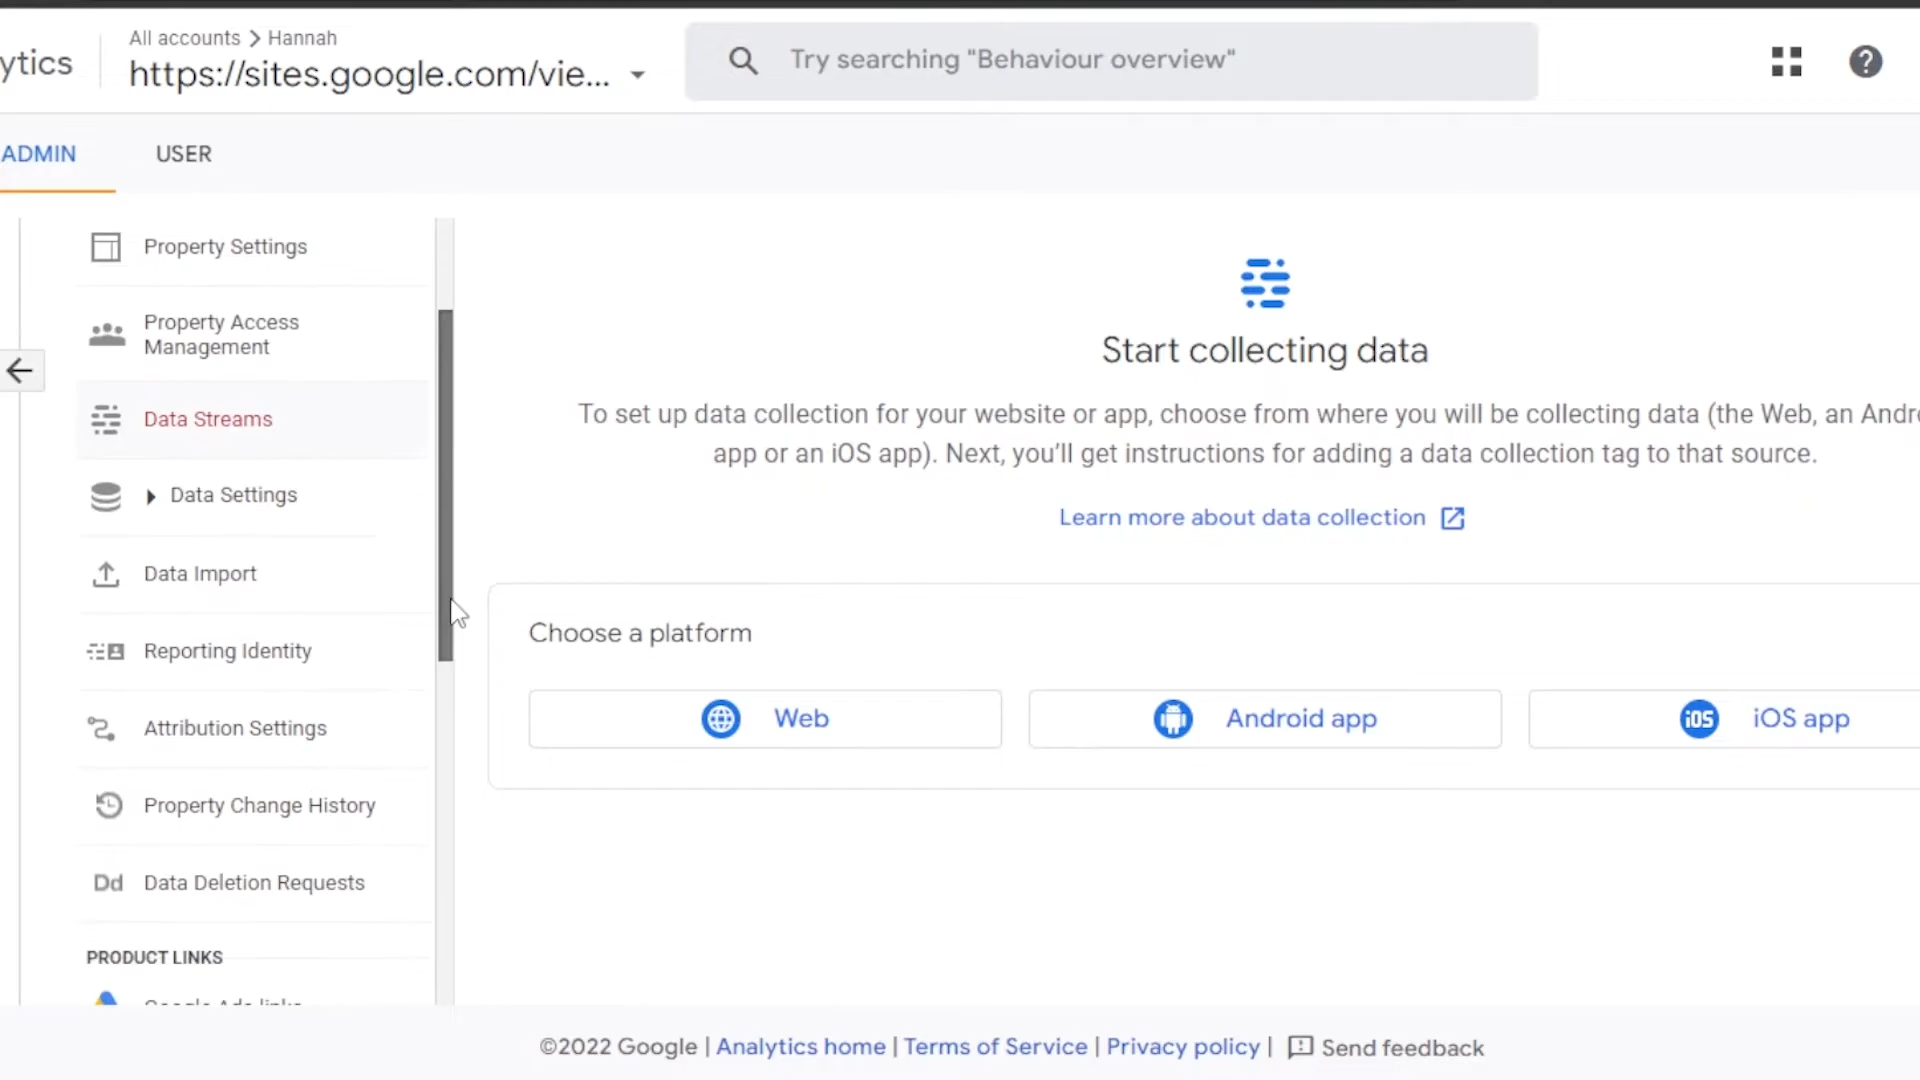 ytics
All accounts > Hannah
https://sites.google.com/vie...
Try searching "Behaviour overview"
ADMIN
USER
Property Settings
Property Access
Management
Data Streams
Data Settings
Data Import
Reporting Identity
Attribution Settings
Property Change History
Dd Data Deletion Requests
PRODUCT LINKS
Google Ads links
Start collecting data
To set up data collection for your website or app, choose from where you will be collecting data (the Web, an Andro
app or an iOS app). Next, you'll get instructions for adding a data collection tag to that source.
Learn more about data collection
Choose a platform
Web
Android app
iOS iOS app
©2022 Google | Analytics home | Terms of Service | Privacy policy | Send feedback